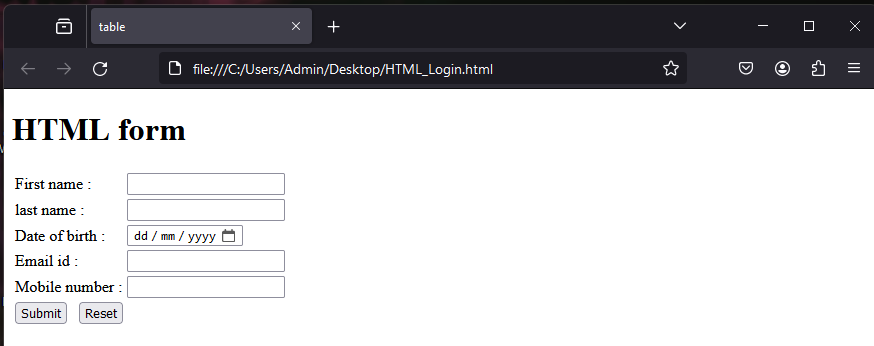 table
file:///C:/Users/Admin/Desktop/HTML_Login.html
HTML form
First name :
last name :
Date of birth : dd / mm / yyyy
Email id :
Mobile number :
Submit Reset